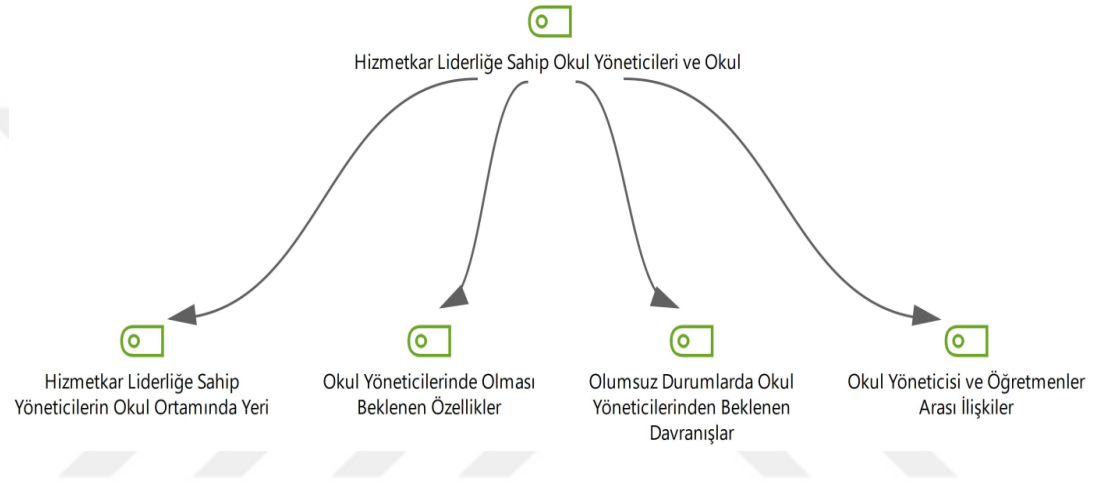 Hizmetkar Liderliğe Sahip Okul Yöneticileri ve Okul
Hizmetkar Liderliğe Sahip
Yöneticilerin Okul Ortamında Yeri
Okul Yöneticilerinde Olması
Beklenen Özellikler
Olumsuz Durumlarda Okul
Yöneticilerinden Beklenen
Davranışlar
Okul Yöneticisi ve Öğretmenler
Arası İlişkiler